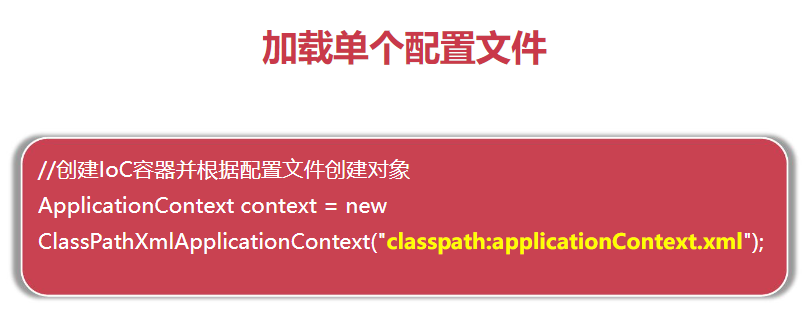 加载单个配置文件
//创建IoC容器并根据配置文件创建对象
ApplicationContext context = new
ClassPathXmlApplicationContext("classpath:applicationContext.xml");